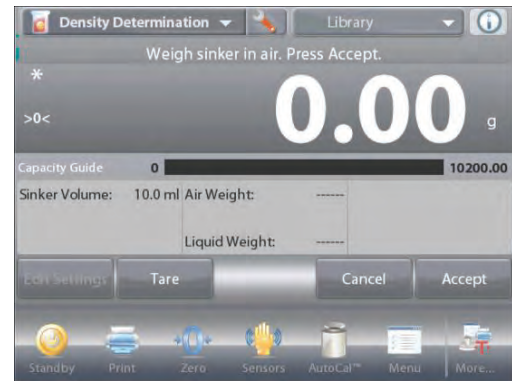 Density Determination Library
Weigh sinker in air. Press Accept.
*
>0< 0.00 g
Capacity Guide 0 10200.00
Sinker Volume: 10.0 ml Air Weight: ------
Liquid Weight: ------
Edit Settings Tare Cancel Accept
Standby Print Zero Sensors AutoCal™ Menu More...